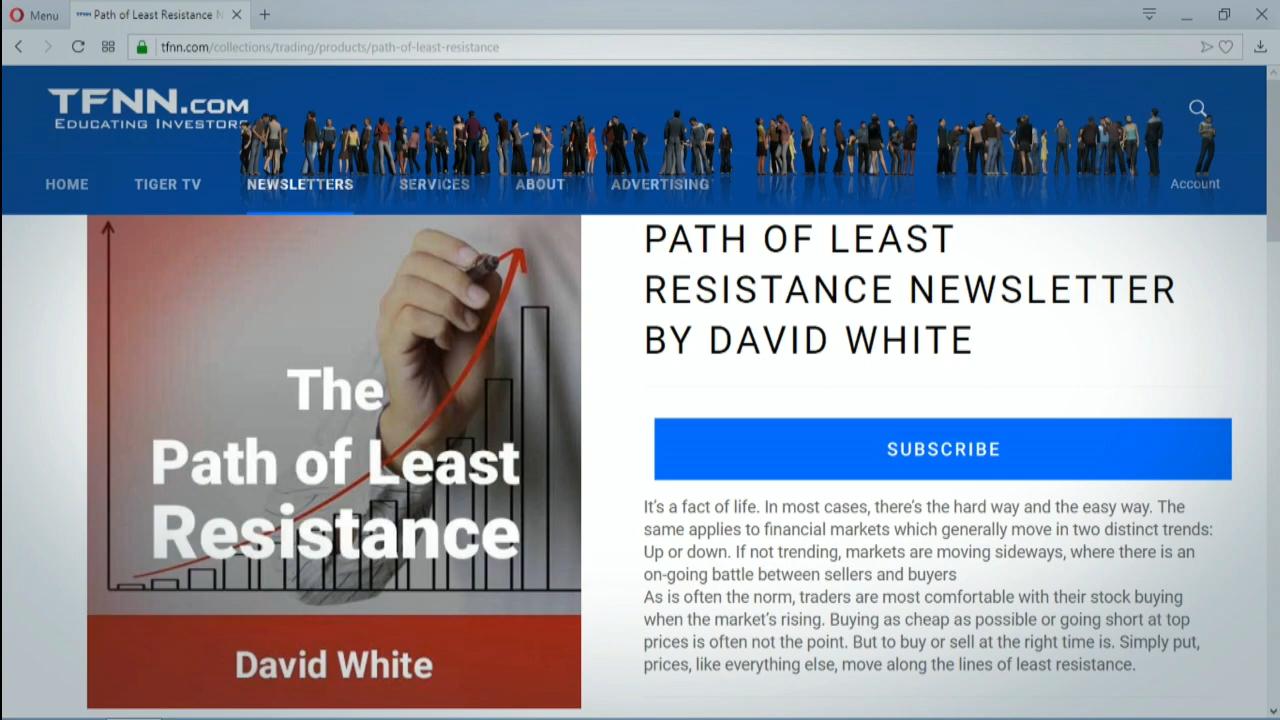 Menu
Path of Least Resistance N
tfnn.com/collections/trading/products/path-of-least-resistance
TFNN.COM
EDUCATING INVESTORS
HOME
TIGER TV
NEWSLETTERS
SERVICES
ABOUT
ADVERTISING
Account
The
Path of Least
Resistance
David White
PATH OF LEAST
RESISTANCE NEWSLETTER
BY DAVID WHITE
SUBSCRIBE
It's a fact of life. In most cases, there's the hard way and the easy way. The
same applies to financial markets which generally move in two distinct trends:
Up or down. If not trending, markets are moving sideways, where there is an
on-going battle between sellers and buyers
As is often the norm, traders are most comfortable with their stock buying
when the market's rising. Buying as cheap as possible or going short at top
prices is often not the point. But to buy or sell at the right time is. Simply put,
prices, like everything else, move along the lines of least resistance.